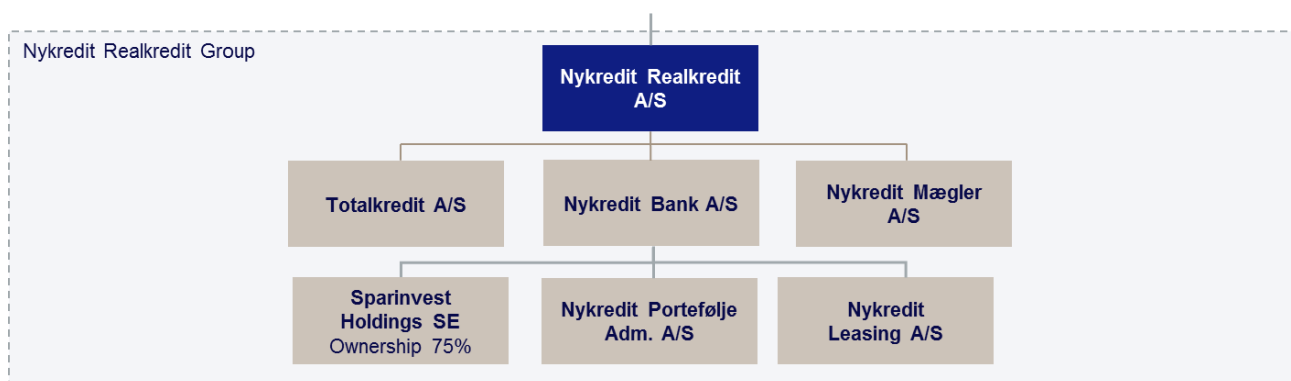 Nykredit Realkredit Group
Nykredit Realkredit
A/S
Totalkredit A/S
Nykredit Bank A/S
Nykredit Mægler
A/S
Sparinvest
Holdings SE
Ownership 75%
Nykredit Portefølje
Adm. A/S
Nykredit
Leasing A/S